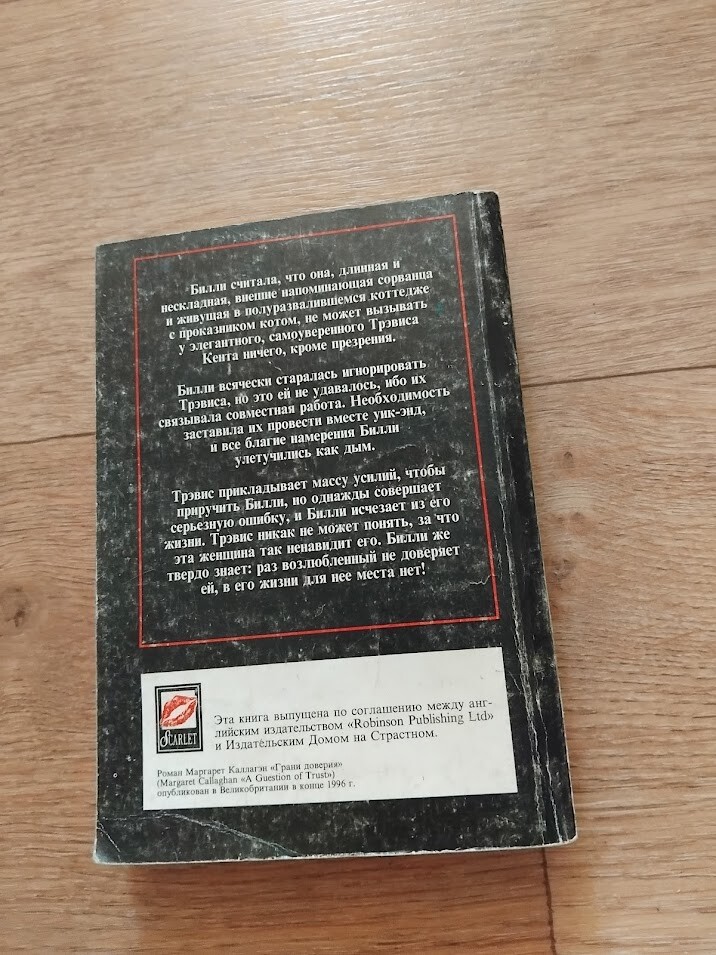 Билли считала, что она, длинная и
нескладная, внешне напоминающая сорванца
и живущая в полуразвалившемся коттедже
с проказником котом, не может вызывать
у элегантного, самоуверенного Трэвиса
Кента ничего, кроме презрения.
Билли всячески старалась игнорировать
Трэвиса, но это ей не удавалось, ибо их
связывала совместная работа. Необходимость
заставила их провести вместе уик-энд,
и все благие намерения Билли
улетучились как дым.
Трэвис прикладывает массу усилий, чтобы
приручить Билли, но однажды совершает
серьезную ошибку, и Билли исчезает из его
жизни. Трэвис никак не может понять, за что
эта женщина так ненавидит его. Билли же
твердо знает: раз возлюбленный не доверяет
ей, в его жизни для нее места нет!
SCARLET
Эта книга выпущена по соглашению между анг-
лийским издательством «Robinson Publishing Ltd»
и Издательским Домом на Страстном.
Роман Маргарет Каллагэн «Грани доверия»
(Margaret Callaghan «A Guestion of Trust»)
опубликован в Великобритании в конце 1996 г.